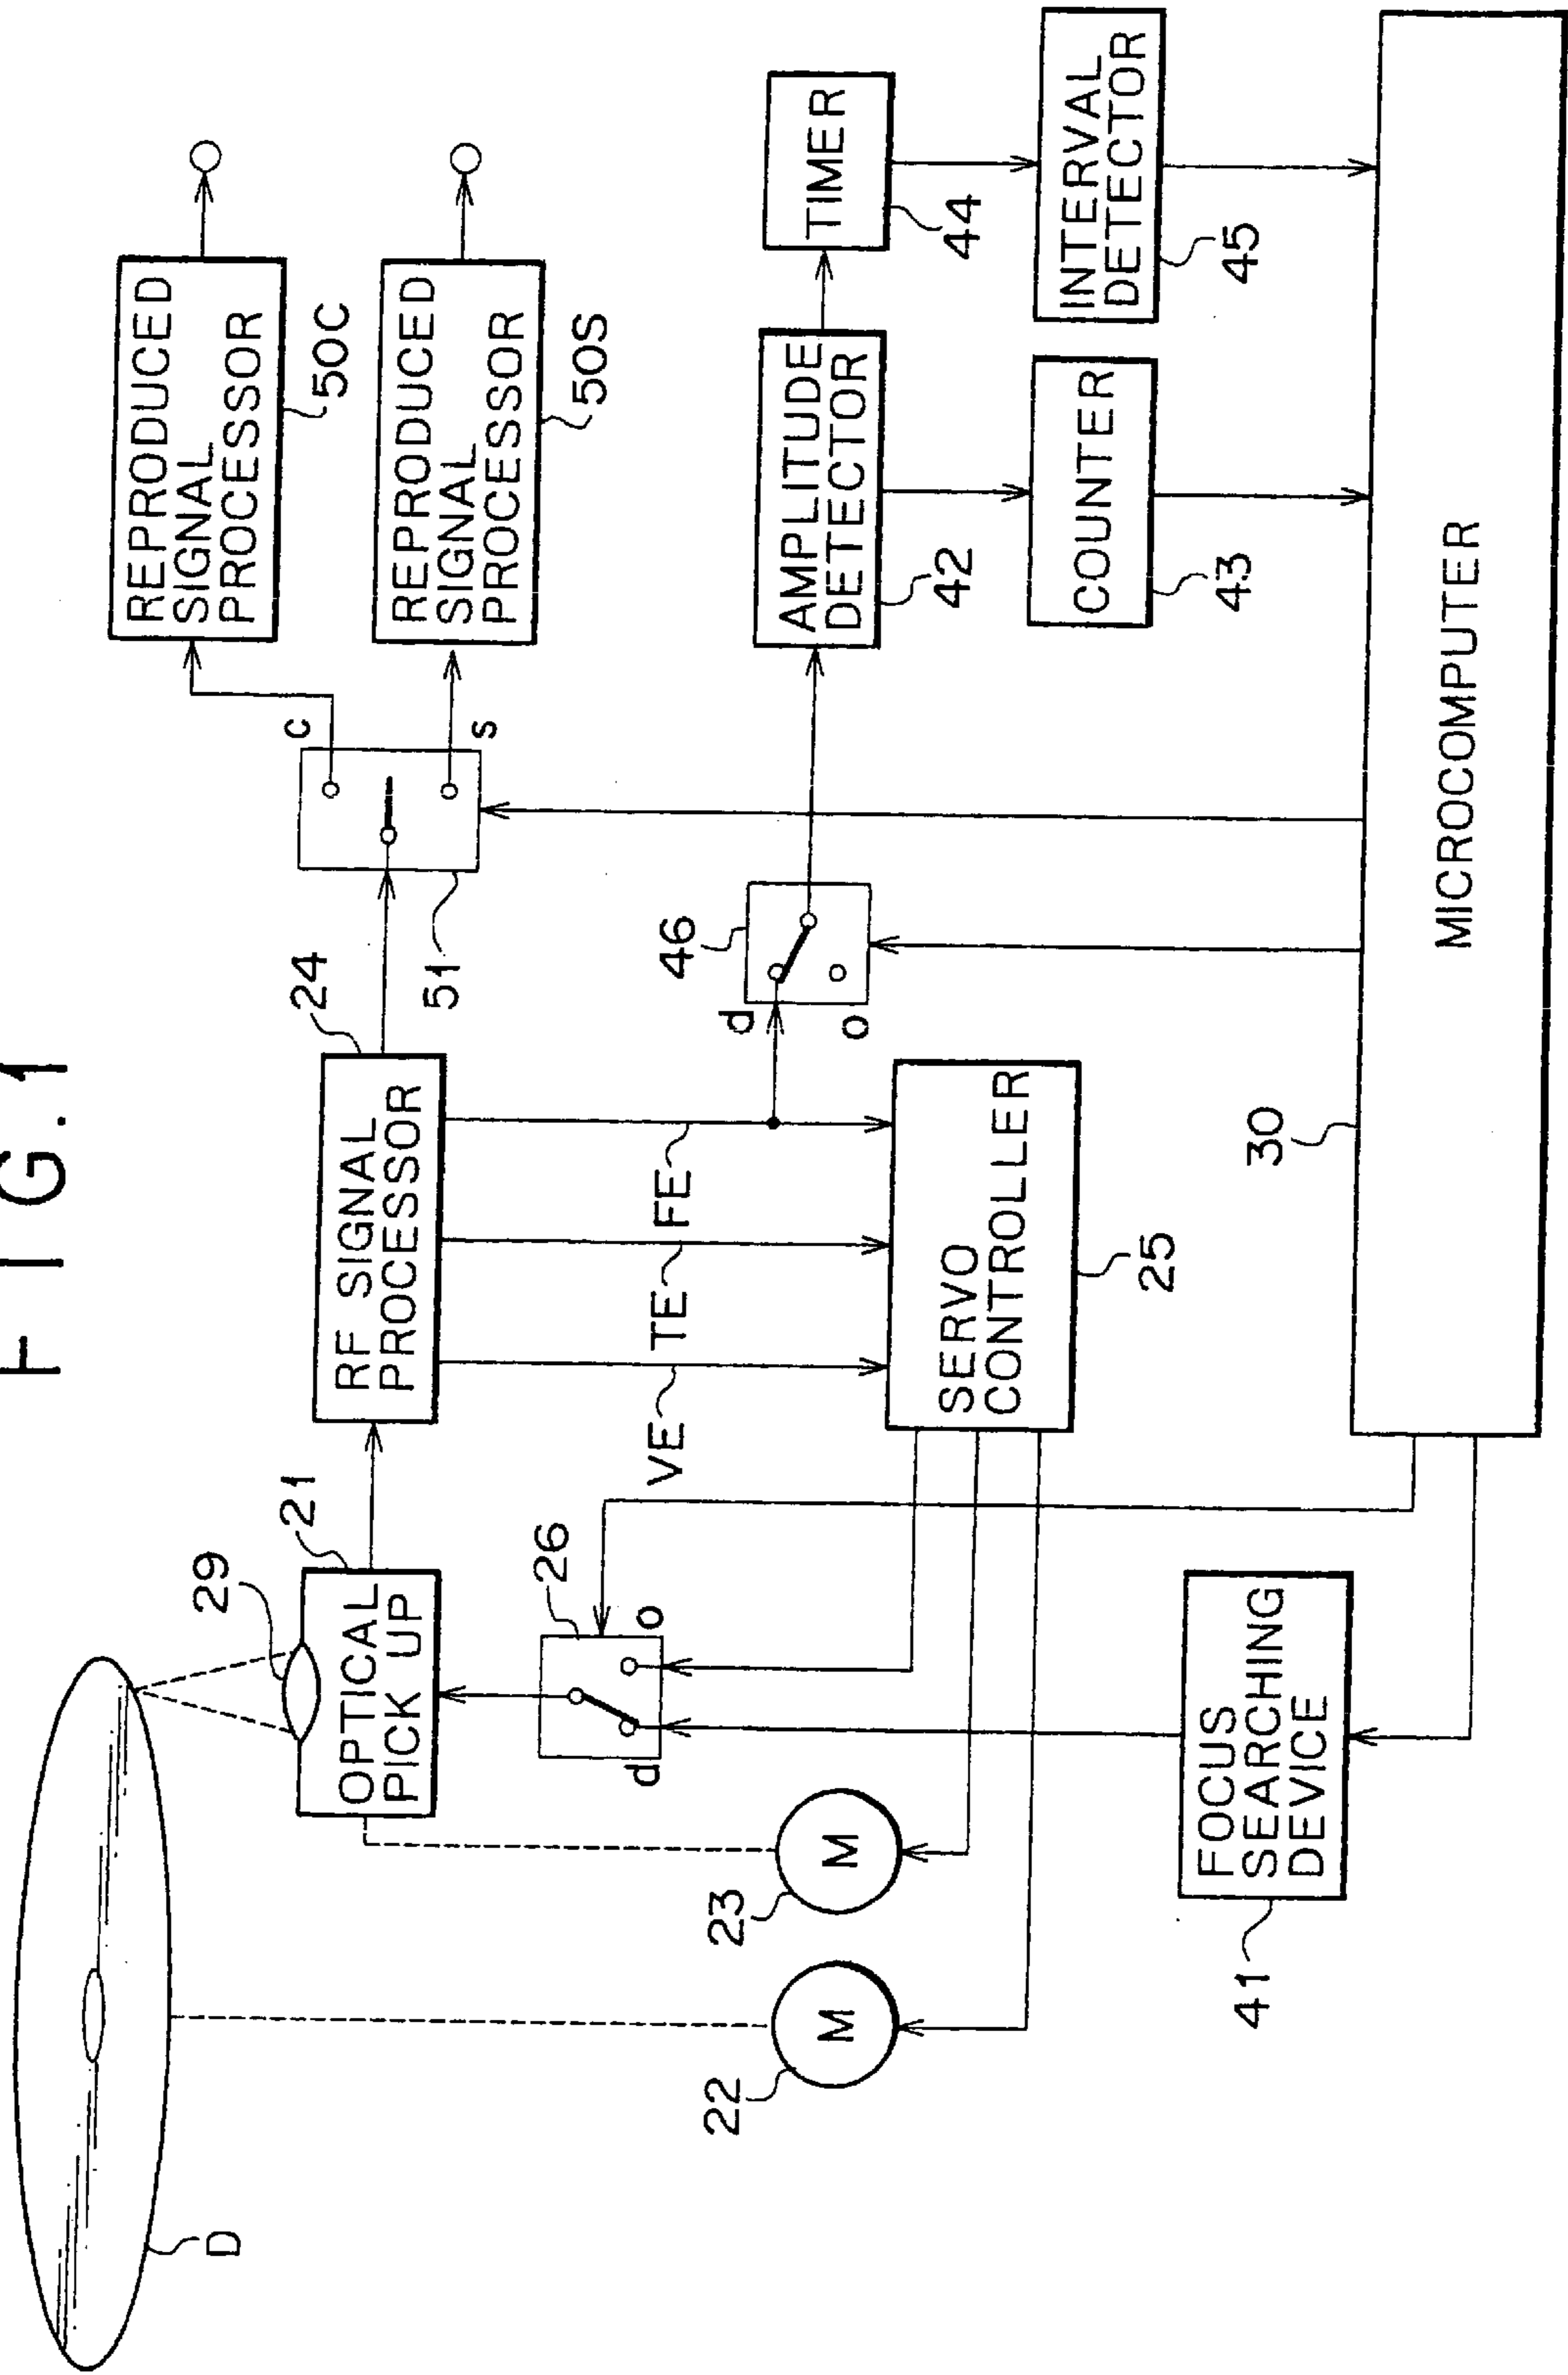 FIG.1
D
29
21
OPTICAL
PICK UP
24
RF SIGNAL
PROCESSOR
51
c
s
REPRODUCED
SIGNAL
PROCESSOR
50C
REPRODUCED
SIGNAL
PROCESSOR
50S
26
d
o
VE
TE
FE
46
d
o
AMPLITUDE
DETECTOR
42
TIMER
44
22
M
23
M
SERVO
CONTROLLER
25
COUNTER
43
INTERVAL
DETECTOR
45
41
FOCUS
SEARCHING
DEVICE
30
MICROCOMPUTER